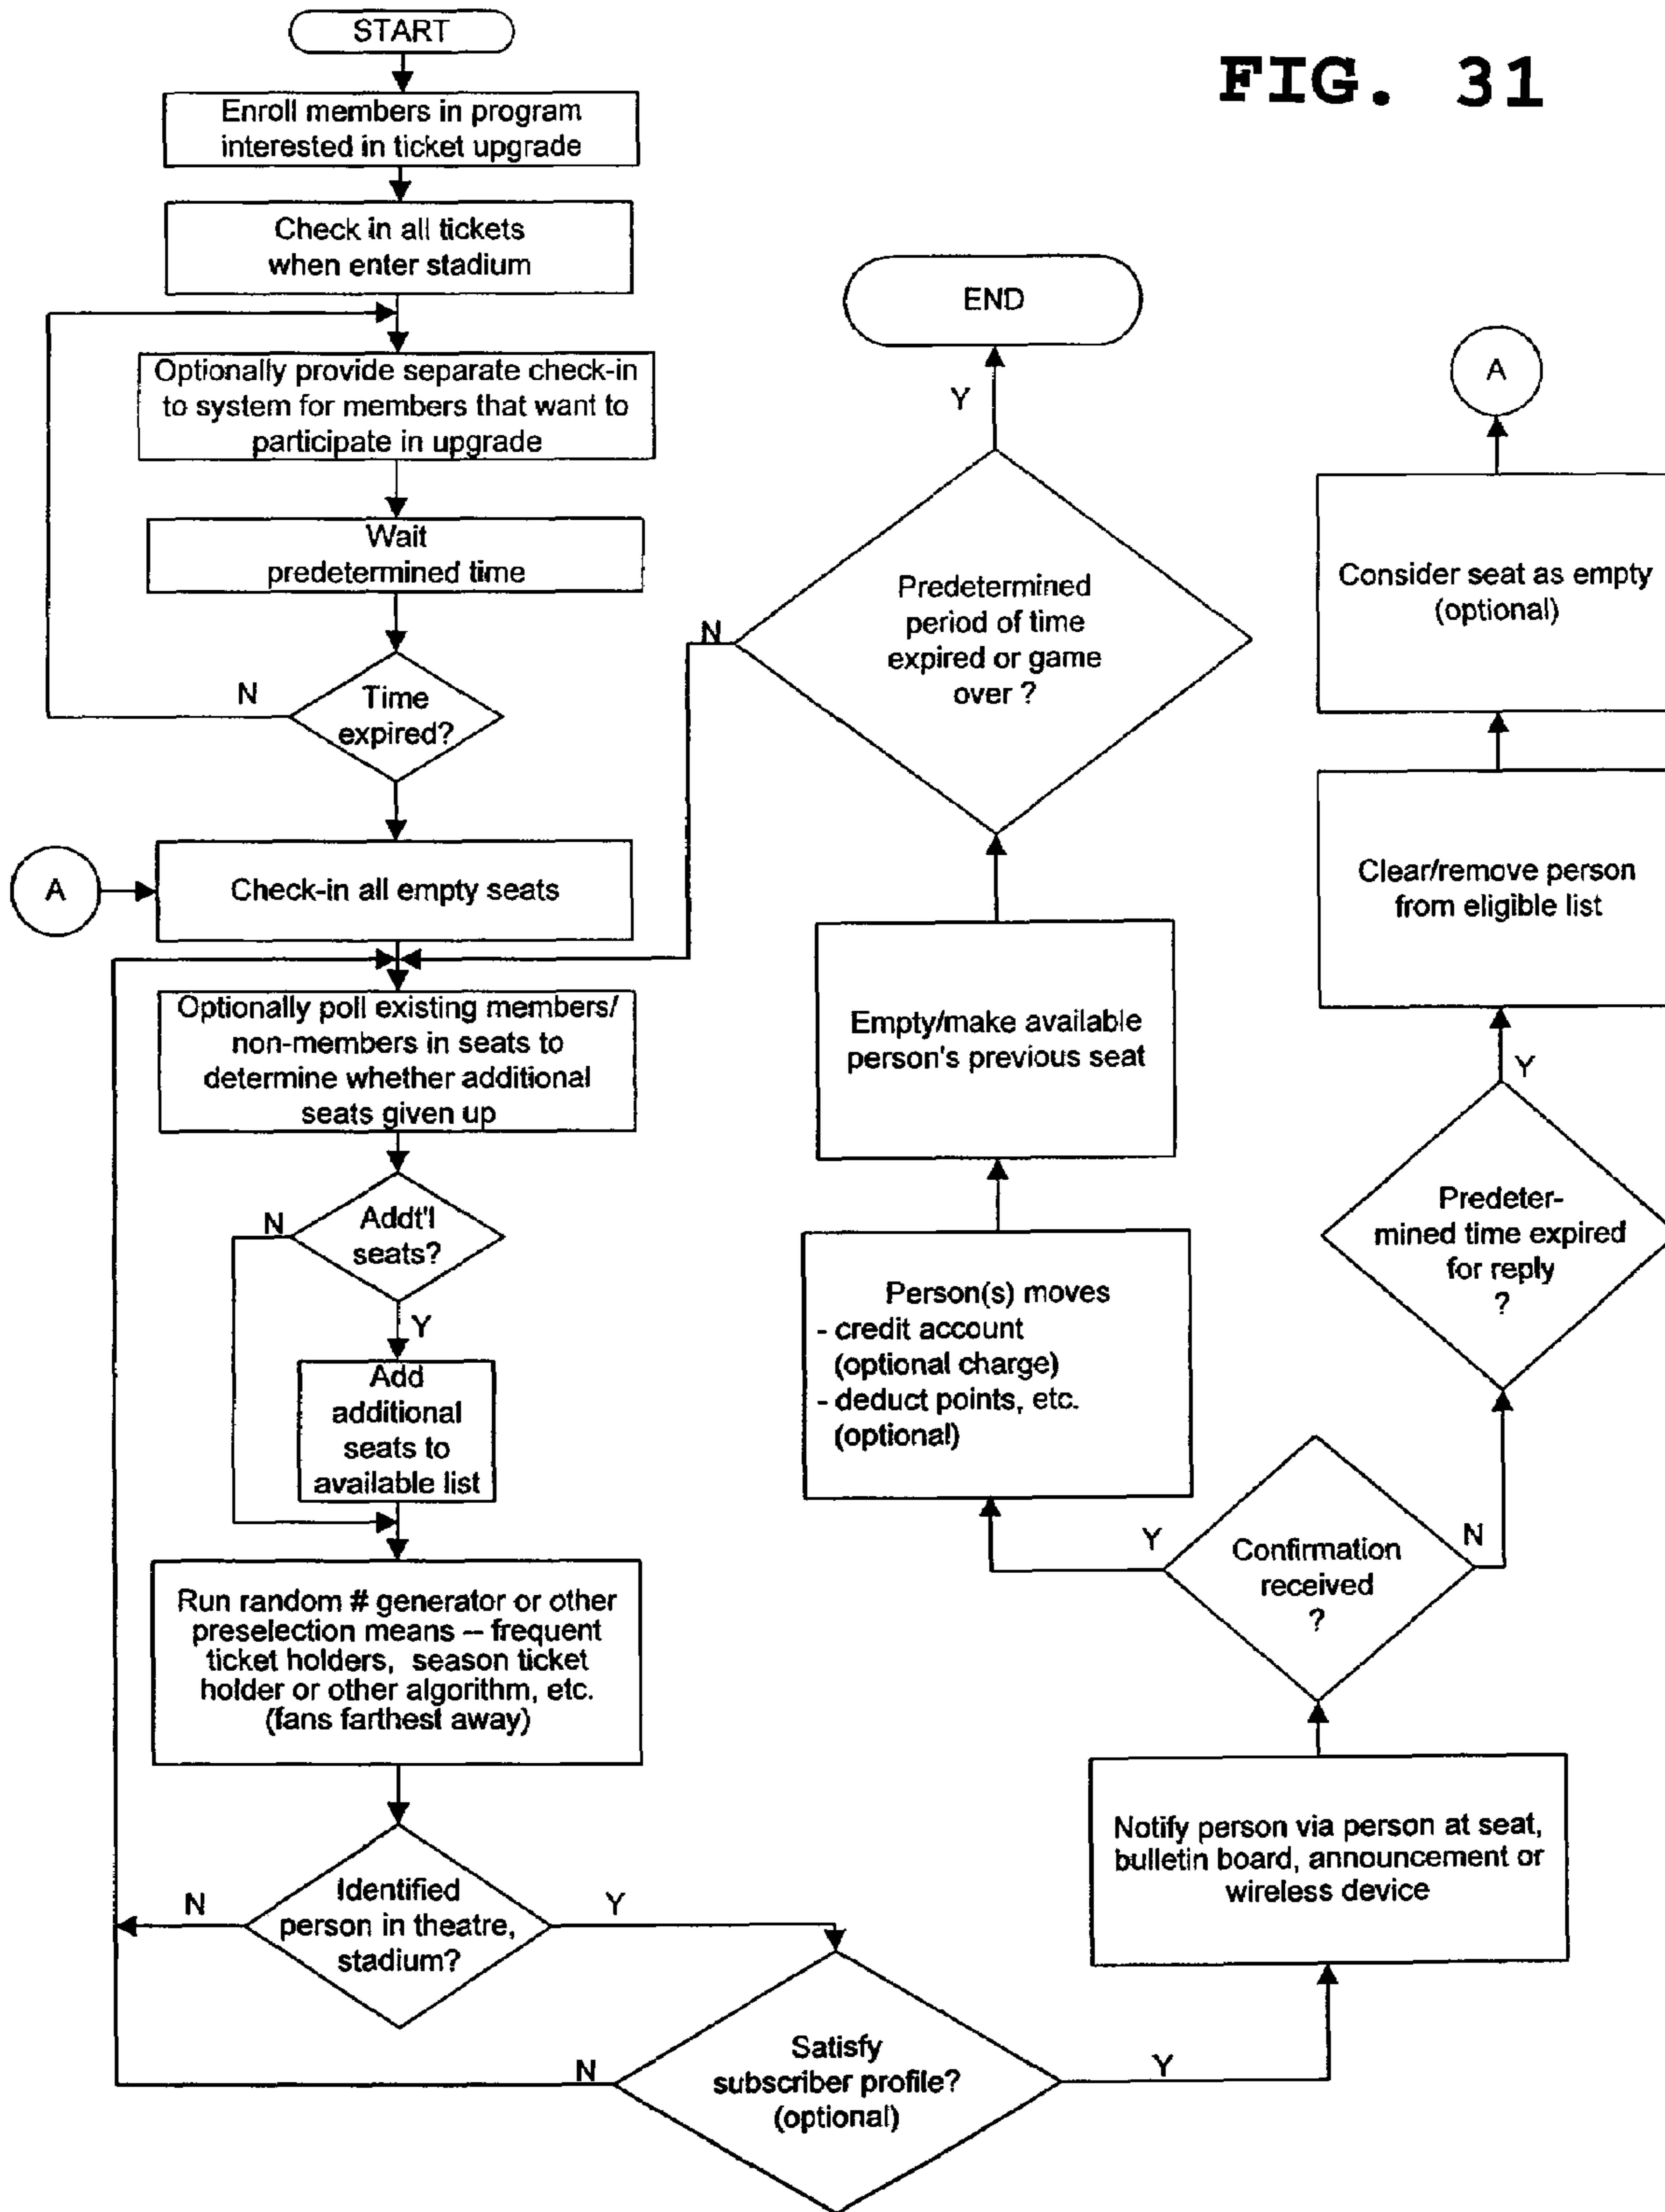 FIG. 31
START
Enroll members in program
interested in ticket upgrade
Check in all tickets
when enter stadium
Optionally provide separate check-in
to system for members that want to
participate in upgrade
Wait
predetermined time
N
Time
expired?
A
Check-in all empty seats
Optionally poll existing members/
non-members in seats to
determine whether additional
seats given up
N
Addt'l
seats?
Y
Add
additional
seats to
available list
Run random # generator or other
preselection means – frequent
ticket holders, season ticket
holder or other algorithm, etc.
(fans farthest away)
N
Identified
person in theatre,
stadium?
Y
N
Satisfy
subscriber profile?
(optional)
Y
Notify person via person at seat,
bulletin board, announcement or
wireless device
Y
Confirmation
received
?
N
Person(s) moves
- credit account
(optional charge)
- deduct points, etc.
(optional)
Empty/make available
person's previous seat
N
Predetermined
period of time
expired or game
over ?
Y
END
Predeter-
mined time expired
for reply
?
Y
Clear/remove person
from eligible list
Consider seat as empty
(optional)
A